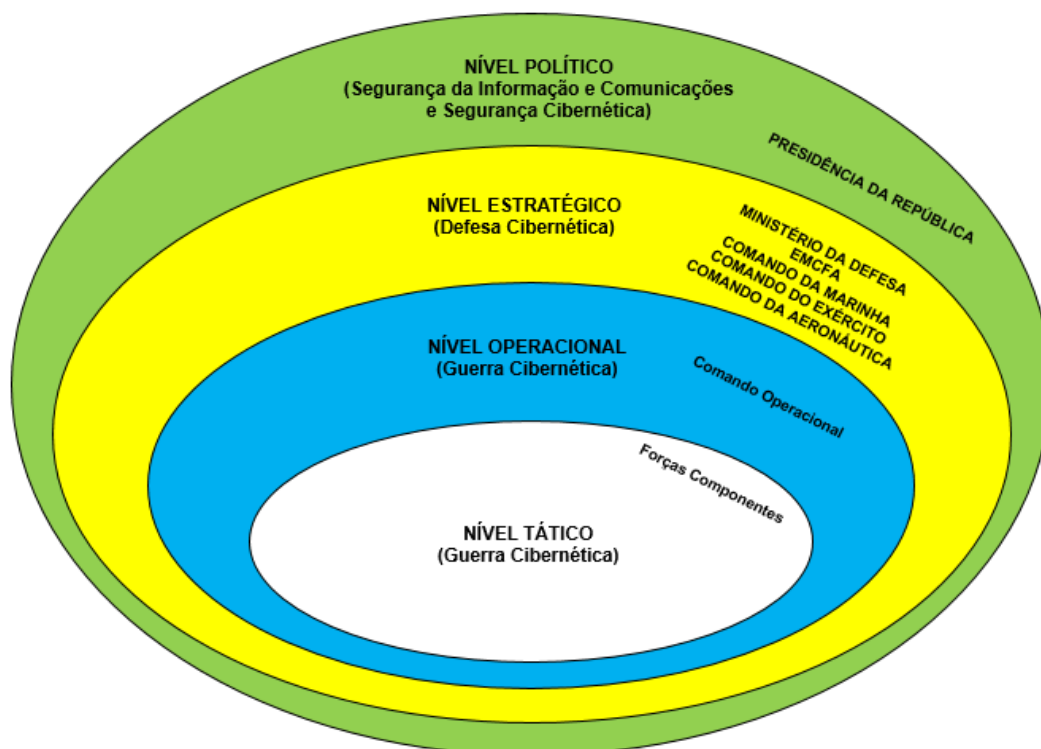 NÍVEL POLÍTICO
(Segurança da Informação e Comunicações
e Segurança Cibernética)
PRESIDÊNCIA DA REPÚBLICA
NÍVEL ESTRATÉGICO
(Defesa Cibernética)
MINISTÉRIO DA DEFESA
EMCFA
COMANDO DA MARINHA
COMANDO DO EXÉRCITO
COMANDO DA AERONÁUTICA
NÍVEL OPERACIONAL
(Guerra Cibernética)
Comando Operacional
Forças Componentes
NÍVEL TÁTICO
(Guerra Cibernética)